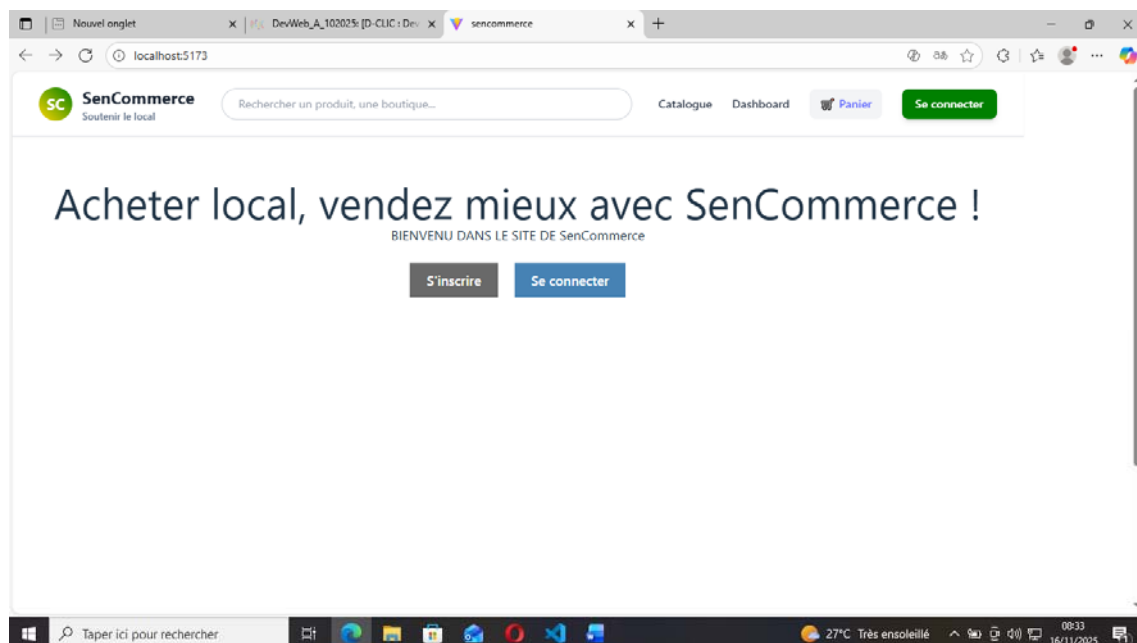 Nouvel onglet
DevWeb_A_102025: [D-CLIC : Dev
sencommerce
localhost:5173
SC
SenCommerce
Soutenir le local
Rechercher un produit, une boutique...
Catalogue
Dashboard
Panier
Se connecter
Acheter local, vendez mieux avec SenCommerce !
BIENVENU DANS LE SITE DE SenCommerce
S'inscrire
Se connecter
Taper ici pour rechercher
27°C Très ensoleillé
08:33
16/11/2025